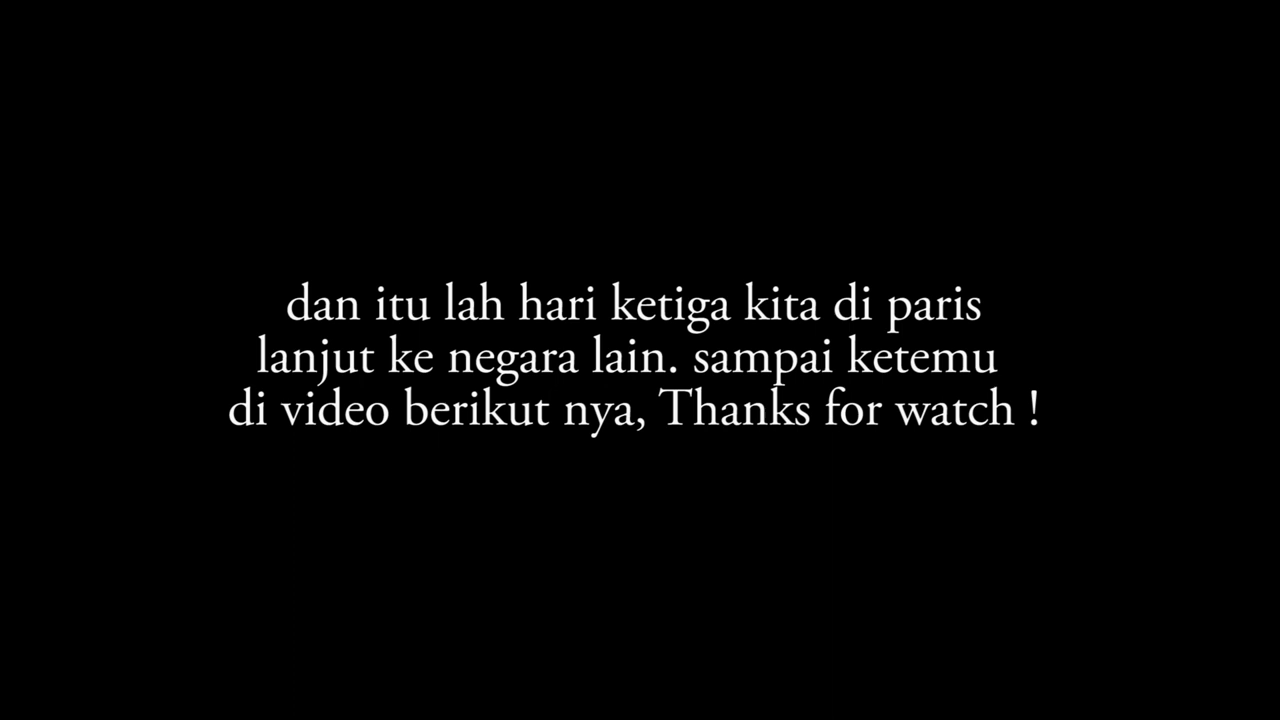 dan itu lah hari ketiga kita di paris
lanjut ke negara lain. sampai ketemu
di video berikut nya, Thanks for watch !